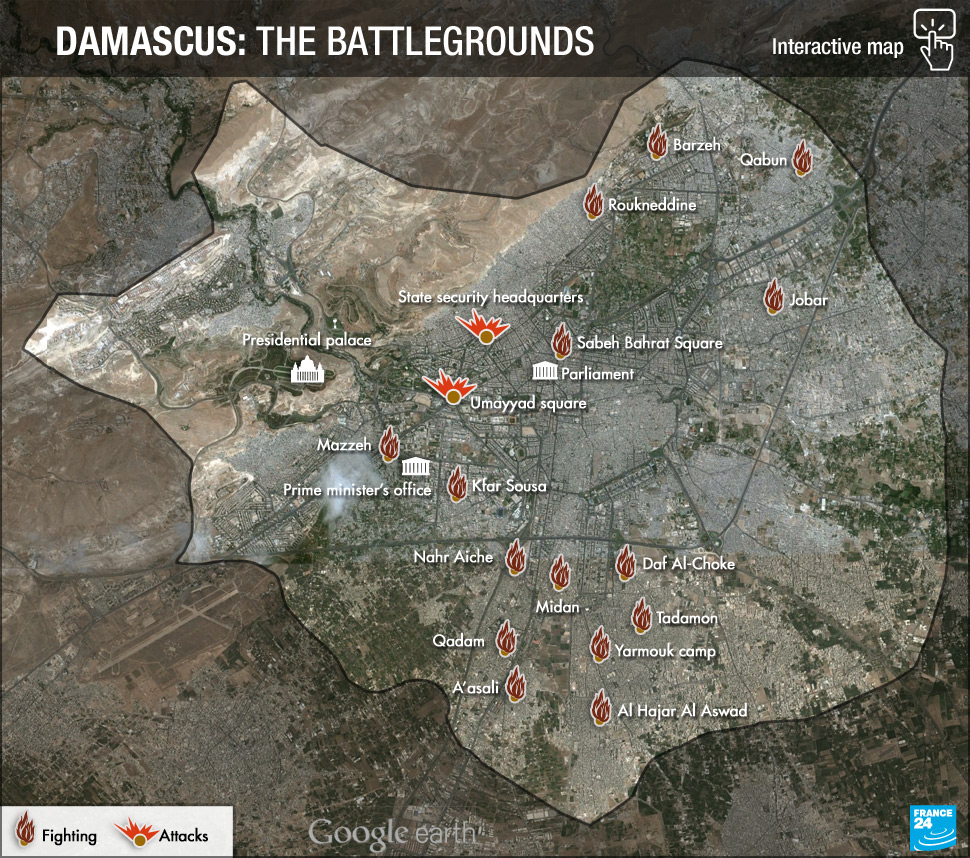 DAMASCUS: THE BATTLEGROUNDS
Interactive map
Barzeh
Qabun
Roukneddine
State security headquarters
Jobar
Presidential palace
Sabeh Bahrat Square
Parliament
Umayyad square
Mazzeh
Prime minister's office
Kfar Sousa
Nahr Aiche
Daf Al-Choke
Midan
Tadamon
Qadam
Yarmouk camp
A'asali
Al Hajar Al Aswad
Fighting
Attacks
Google earth
FRANCE
24